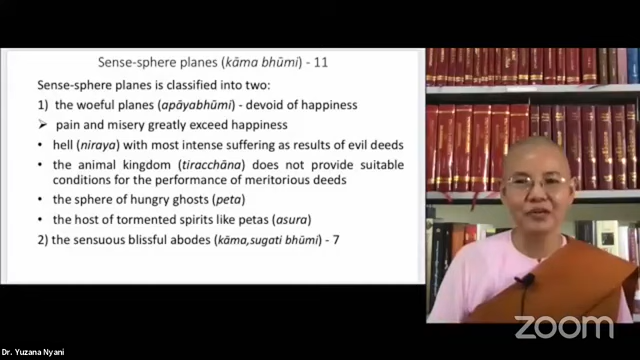 Sense-sphere planes (kāma bhūmi) - 11
Sense-sphere planes is classified into two:
1) the woeful planes (apāyabhūmi) - devoid of happiness
➢ pain and misery greatly exceed happiness
• hell (niraya) with most intense suffering as results of evil deeds
• the animal kingdom (tiracchāna) does not provide suitable
conditions for the performance of meritorious deeds
• the sphere of hungry ghosts (peta)
• the host of tormented spirits like petas (asura)
2) the sensuous blissful abodes (kāma,sugati bhūmi) - 7
zoom
Dr. Yuzana Nyani